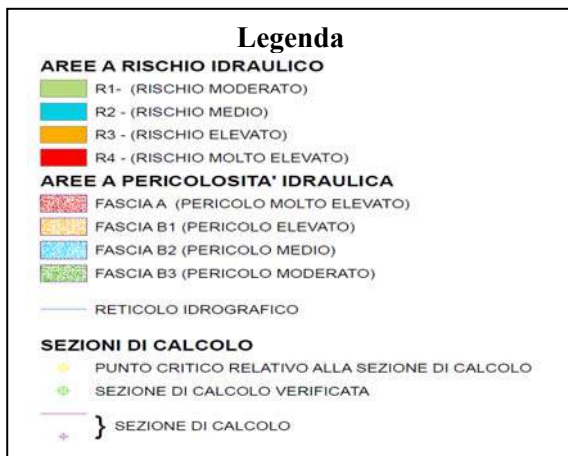 Legenda
AREE A RISCHIO IDRAULICO
R1- (RISCHIO MODERATO)
R2 - (RISCHIO MEDIO)
R3 - (RISCHIO ELEVATO)
R4 - (RISCHIO MOLTO ELEVATO)
AREE A PERICOLOSITA' IDRAULICA
FASCIA A (PERICOLO MOLTO ELEVATO)
FASCIA B1 (PERICOLO ELEVATO)
FASCIA B2 (PERICOLO MEDIO)
FASCIA B3 (PERICOLO MODERATO)
RETICOLO IDROGRAFICO
SEZIONI DI CALCOLO
PUNTO CRITICO RELATIVO ALLA SEZIONE DI CALCOLO
SEZIONE DI CALCOLO VERIFICATA
} SEZIONE DI CALCOLO